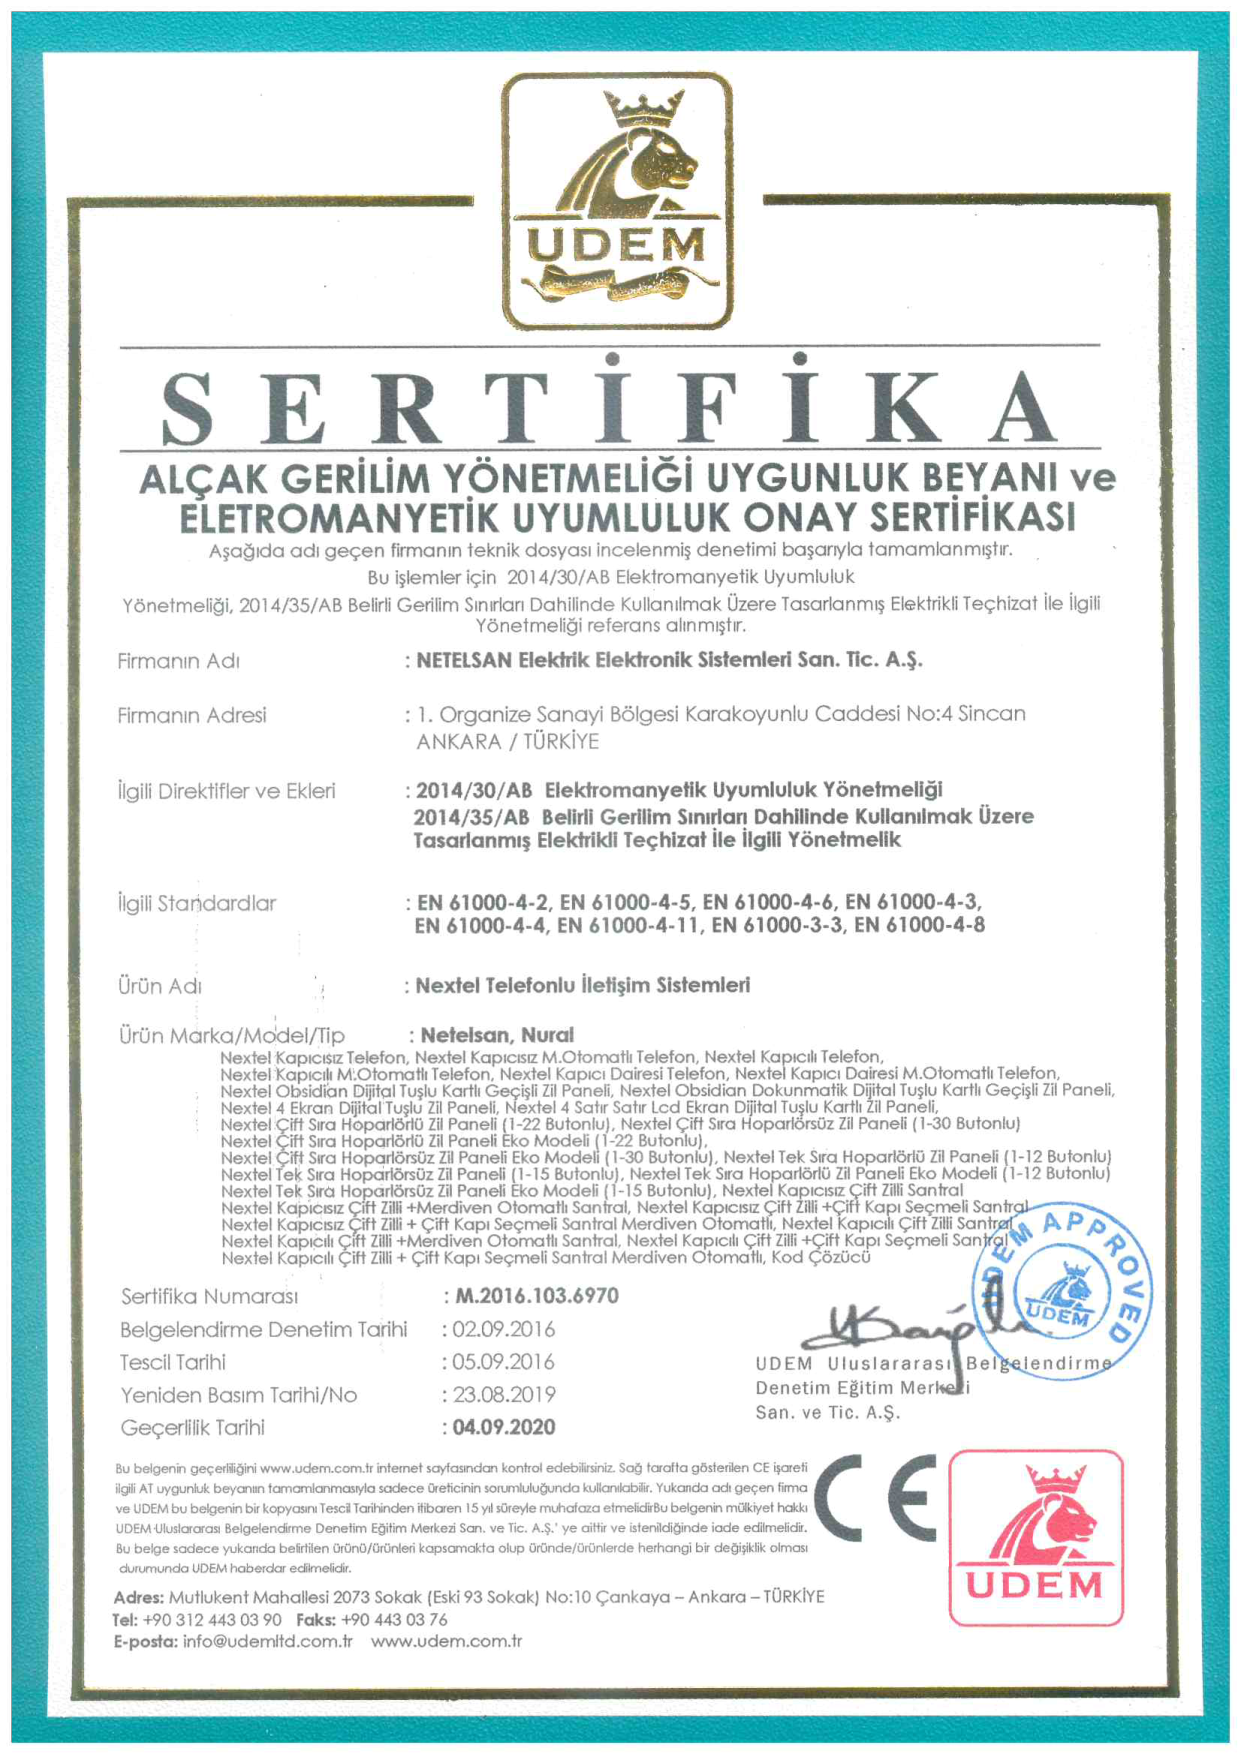 UDEM
SERTİFİKA
ALÇAK GERİLİM YÖNETMELİĞİ UYGUNLUK BEYANI ve
ELETROMANYETİK UYUMLULUK ONAY SERTİFİKASI
Aşağıda adı geçen firmanın teknik dosyası incelenmiş denetimi başarıyla tamamlanmıştır.
Bu işlemler için 2014/30/AB Elektromanyetik Uyumluluk
Yönetmeliği, 2014/35/AB Belirli Gerilim Sınırları Dahilinde Kullanılmak Üzere Tasarlanmış Elektrikli Teçhizat İle İlgili
Yönetmeliği referans alınmıştır.
Firmanın Adı : NETELSAN Elektrik Elektronik Sistemleri San. Tic. A.Ş.
Firmanın Adresi : 1. Organize Sanayi Bölgesi Karakoyunlu Caddesi No:4 Sincan
ANKARA / TÜRKİYE
İlgili Direktifler ve Ekleri : 2014/30/AB Elektromanyetik Uyumluluk Yönetmeliği
2014/35/AB Belirli Gerilim Sınırları Dahilinde Kullanılmak Üzere
Tasarlanmış Elektrikli Teçhizat İle İlgili Yönetmelik
İlgili Standardlar : EN 61000-4-2, EN 61000-4-5, EN 61000-4-6, EN 61000-4-3,
EN 61000-4-4, EN 61000-4-11, EN 61000-3-3, EN 61000-4-8
Ürün Adı : Nextel Telefonlu İletişim Sistemleri
Ürün Marka/Model/Tip : Netelsan, Nural
Nextel Kapıcısız Telefon, Nextel Kapıcısız M.Otomatlı Telefon, Nextel Kapıcılı Telefon,
Nextel Kapıcılı M.Otomatlı Telefon, Nextel Kapıcı Dairesi Telefon, Nextel Kapıcı Dairesi M.Otomatlı Telefon,
Nextel Obsidian Dijital Tuşlu Kartlı Geçişli Zil Paneli, Nextel Obsidian Dokunmatik Dijital Tuşlu Kartlı Geçişli Zil Paneli,
Nextel 4 Ekran Dijital Tuşlu Zil Paneli, Nextel 4 Satır Satır Lcd Ekran Dijital Tuşlu Kartlı Zil Paneli,
Nextel Çift Sıra Hoparlörlü Zil Paneli (1-22 Butonlu), Nextel Çift Sıra Hoparlörsüz Zil Paneli (1-30 Butonlu)
Nextel Çift Sıra Hoparlörlü Zil Paneli Eko Modeli (1-22 Butonlu),
Nextel Çift Sıra Hoparlörsüz Zil Paneli Eko Modeli (1-30 Butonlu), Nextel Tek Sıra Hoparlörlü Zil Paneli (1-12 Butonlu)
Nextel Tek Sıra Hoparlörsüz Zil Paneli (1-15 Butonlu), Nextel Tek Sıra Hoparlörlü Zil Paneli Eko Modeli (1-12 Butonlu)
Nextel Tek Sıra Hoparlörsüz Zil Paneli Eko Modeli (1-15 Butonlu), Nextel Kapıcısız Çift Zilli Santral
Nextel Kapıcısız Çift Zilli +Merdiven Otomatlı Santral, Nextel Kapıcısız Çift Zilli +Çift Kapı Seçmeli Santral
Nextel Kapıcısız Çift Zilli + Çift Kapı Seçmeli Santral Merdiven Otomatlı, Nextel Kapıcılı Çift Zilli Santral
Nextel Kapıcılı Çift Zilli +Merdiven Otomatlı Santral, Nextel Kapıcılı Çift Zilli +Çift Kapı Seçmeli Santral
Nextel Kapıcılı Çift Zilli + Çift Kapı Seçmeli Santral Merdiven Otomatlı, Kod Çözücü
UDEM APPROVED
UDEM
Sertifika Numarası : M.2016.103.6970
Belgelendirme Denetim Tarihi : 02.09.2016
Tescil Tarihi : 05.09.2016
Yeniden Basım Tarihi/No : 23.08.2019
Geçerlilik Tarihi : 04.09.2020
UDEM Uluslararası Belgelendirme
Denetim Eğitim Merkezi
San. ve Tic. A.Ş.
Bu belgenin geçerliliğini www.udem.com.tr internet sayfasından kontrol edebilirsiniz. Sağ tarafta gösterilen CE işareti
ilgili AT uygunluk beyanın tamamlanmasıyla sadece üreticinin sorumluluğunda kullanılabilir. Yukarıda adı geçen firma
ve UDEM bu belgenin bir kopyasını Tescil Tarihinden itibaren 15 yıl süreyle muhafaza etmelidirBu belgenin mülkiyet hakkı
UDEM Uluslararası Belgelendirme Denetim Eğitim Merkezi San. ve Tic. A.Ş.' ye aittir ve istenildiğinde iade edilmelidir.
Bu belge sadece yukarıda belirtilen ürünü/ürünleri kapsamakta olup üründe/ürünlerde herhangi bir değişiklik olması
durumunda UDEM haberdar edilmelidir.
CE
UDEM
Adres: Mutlukent Mahallesi 2073 Sokak (Eski 93 Sokak) No:10 Çankaya – Ankara – TÜRKİYE
Tel: +90 312 443 03 90 Faks: +90 443 03 76
E-posta: info@udemltd.com.tr www.udem.com.tr